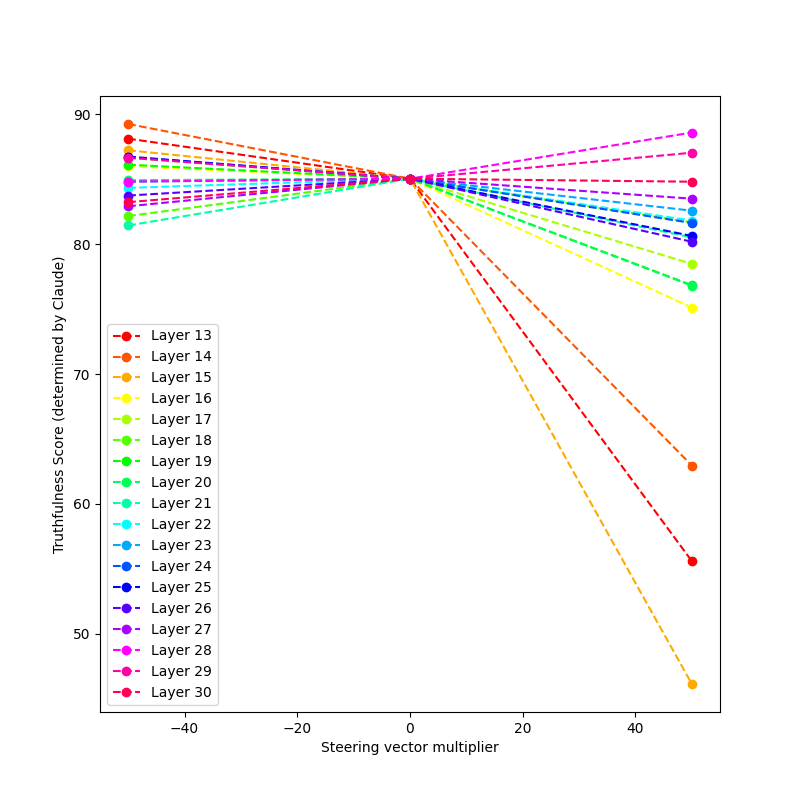 90
80
70
60
50
Truthfulness Score (determined by Claude)
Layer 13
Layer 14
Layer 15
Layer 16
Layer 17
Layer 18
Layer 19
Layer 20
Layer 21
Layer 22
Layer 23
Layer 24
Layer 25
Layer 26
Layer 27
Layer 28
Layer 29
Layer 30
−40 −20 0 20 40
Steering vector multiplier